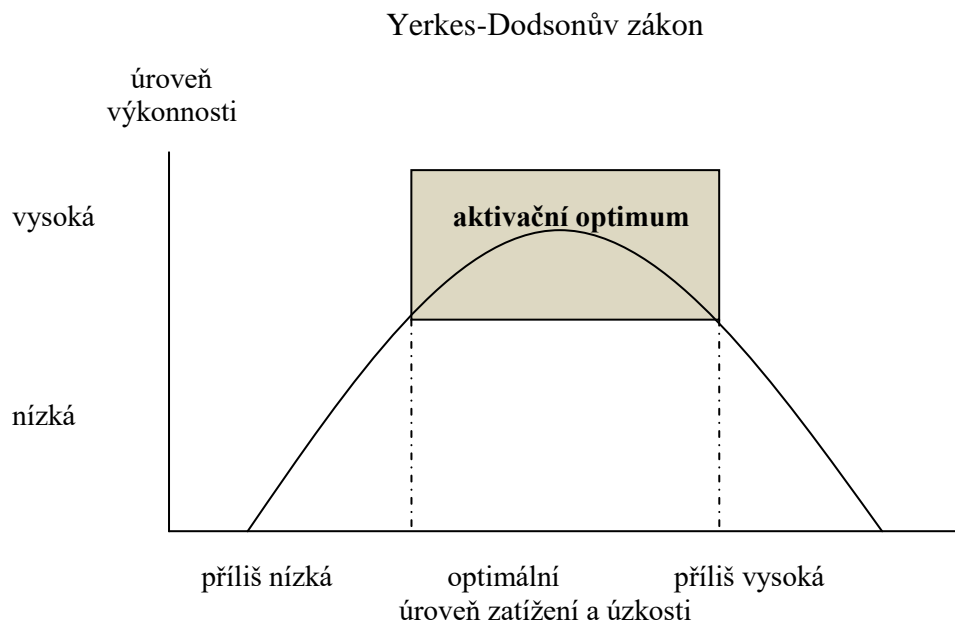 Yerkes-Dodsonův zákon
úroveň
výkonnosti
vysoká
aktivační optimum
nízká
příliš nízká optimální příliš vysoká
úroveň zatížení a úzkosti